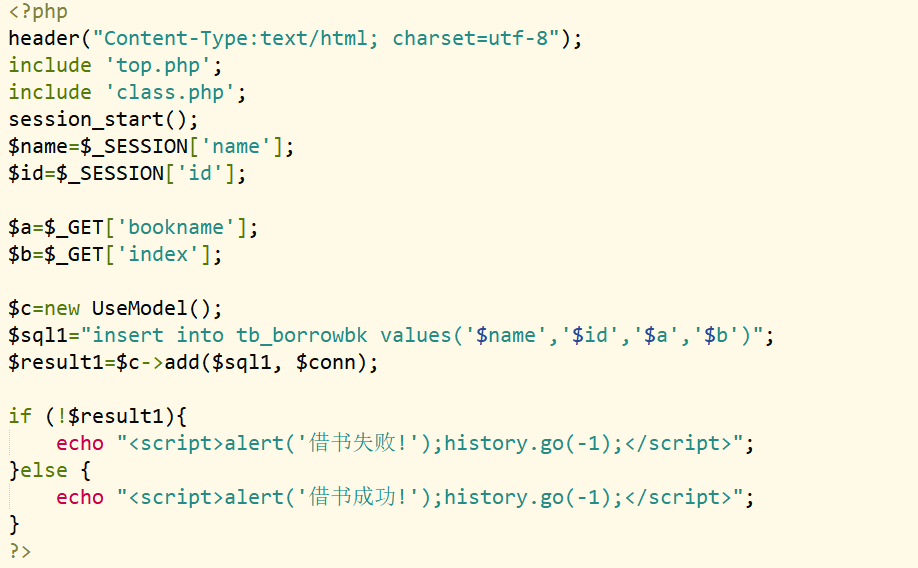 <?php
header("Content-Type:text/html; charset=utf-8");
include 'top.php';
include 'class.php';
session_start();
$name=$_SESSION['name'];
$id=$_SESSION['id'];
$a=$_GET['bookname'];
$b=$_GET['index'];
$c=new UseModel();
$sql1="insert into tb_borrowbk values('$name','$id','$a','$b')";
$result1=$c->add($sql1, $conn);
if (!$result1){
    echo "<script>alert('借书失败!');history.go(-1);</script>";
}else {
    echo "<script>alert('借书成功!');history.go(-1);</script>";
}
?>